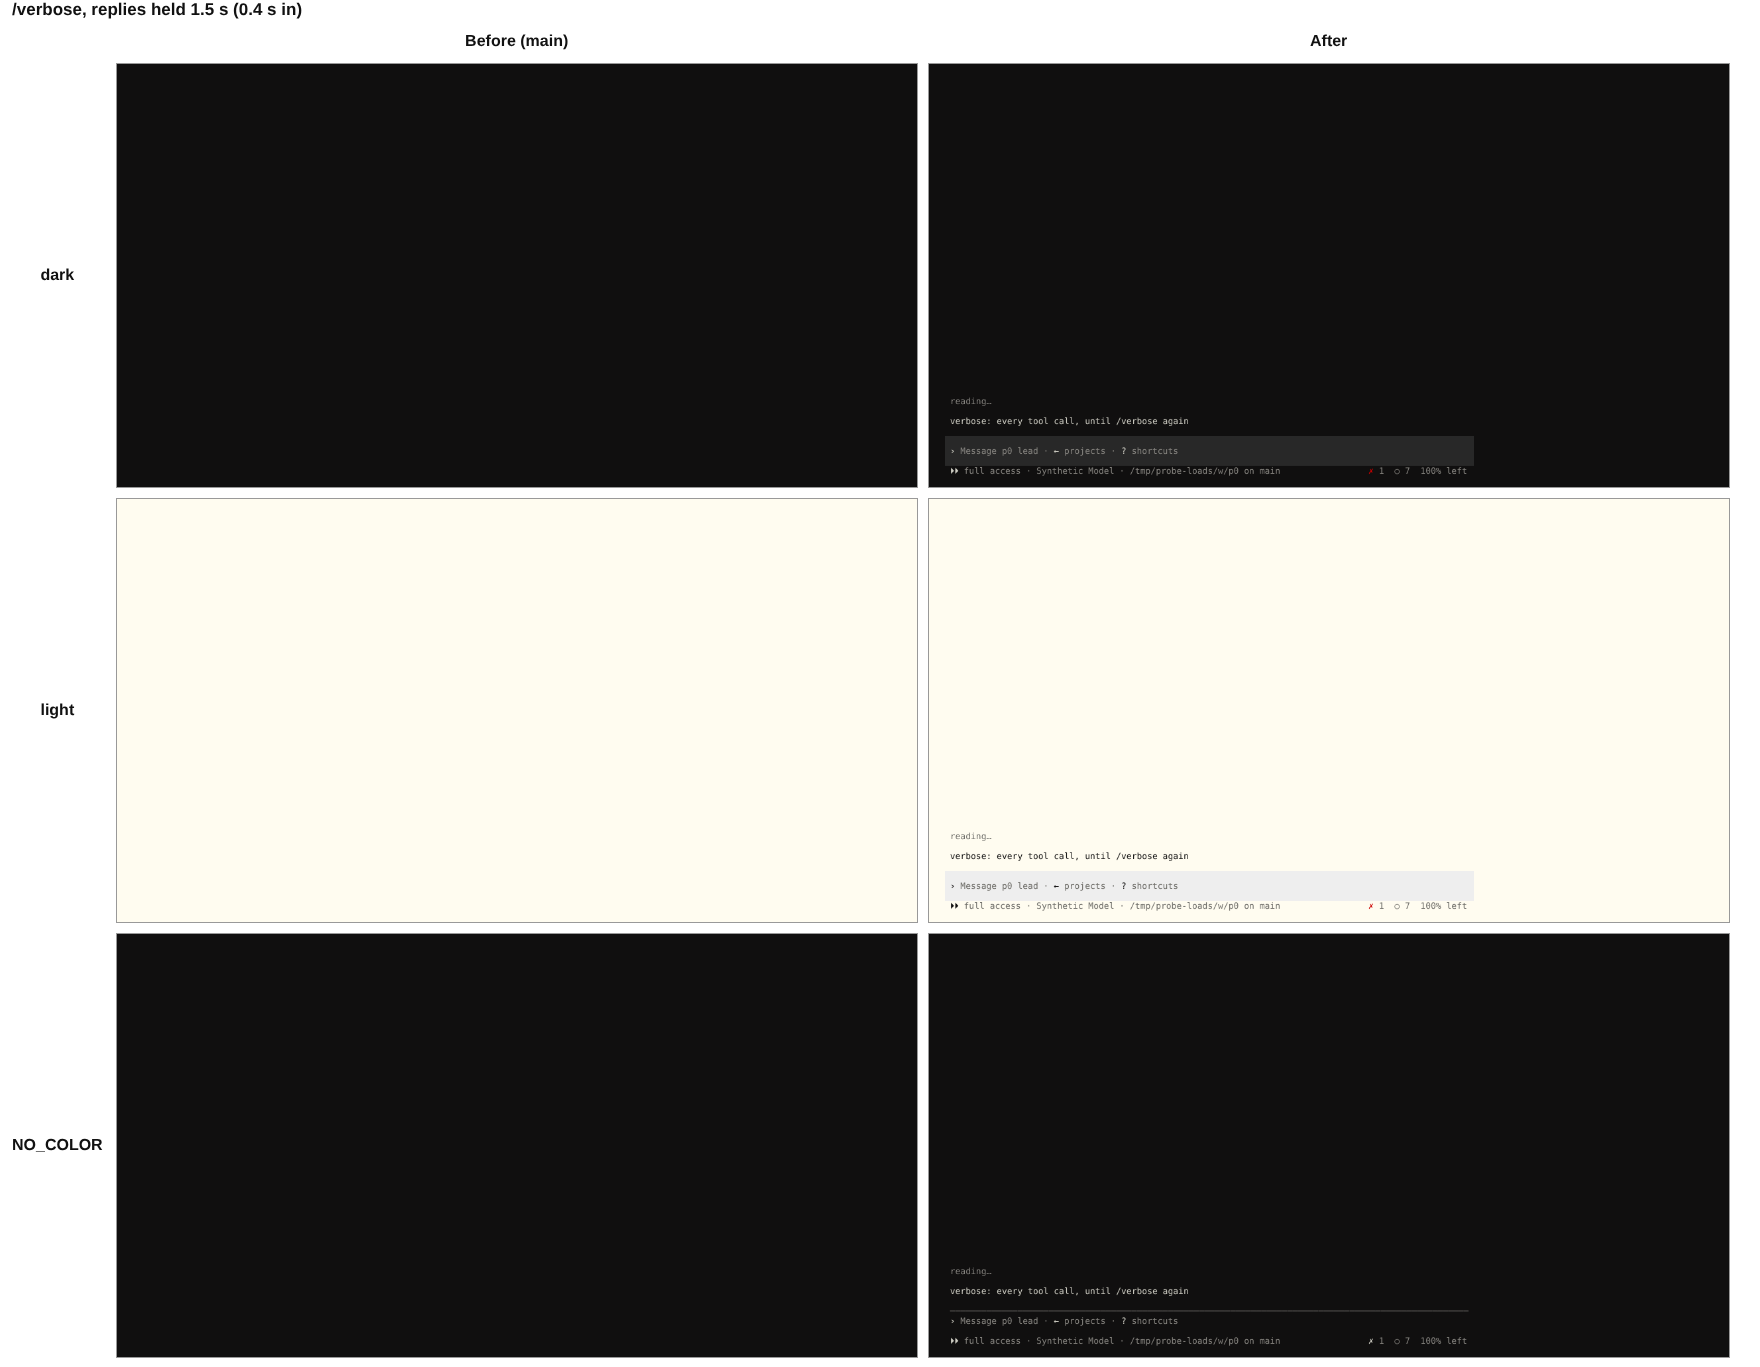 /verbose, replies held 1.5 s (0.4 s in)
Before (main)
After
dark
reading…
verbose: every tool call, until /verbose again
› Message p0 lead · ← projects · ? shortcuts
⏵⏵ full access · Synthetic Model · /tmp/probe-loads/w/p0 on main ✗ 1 ○ 7 100% left
light
reading…
verbose: every tool call, until /verbose again
› Message p0 lead · ← projects · ? shortcuts
⏵⏵ full access · Synthetic Model · /tmp/probe-loads/w/p0 on main ✗ 1 ○ 7 100% left
NO_COLOR
reading…
verbose: every tool call, until /verbose again
› Message p0 lead · ← projects · ? shortcuts
⏵⏵ full access · Synthetic Model · /tmp/probe-loads/w/p0 on main ✗ 1 ○ 7 100% left